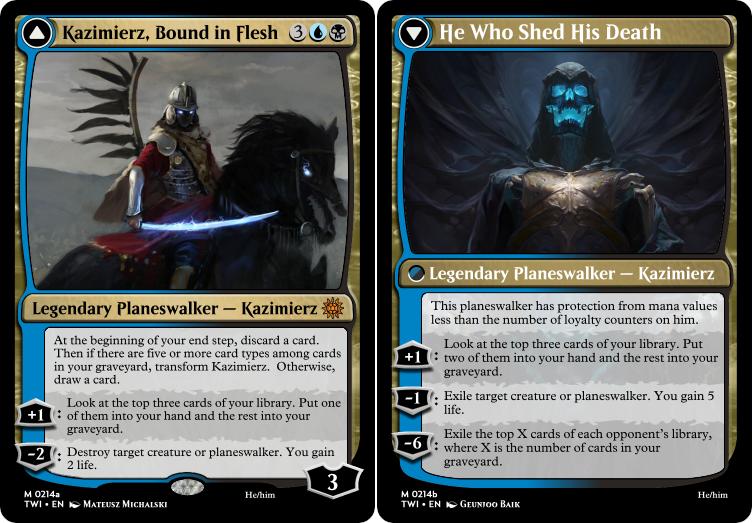 Kazimierz, Bound in Flesh 3
Legendary Planeswalker — Kazimierz
At the beginning of your end step, discard a card.
Then if there are five or more card types among cards
in your graveyard, transform Kazimierz. Otherwise,
draw a card.
+1: Look at the top three cards of your library. Put one
of them into your hand and the rest into your
graveyard.
-2: Destroy target creature or planeswalker. You gain
2 life.
3
M 0214a
TWI • EN Mateusz Michalski
He/him
He Who Shed His Death
Legendary Planeswalker — Kazimierz
This planeswalker has protection from mana values
less than the number of loyalty counters on him.
+1: Look at the top three cards of your library. Put
two of them into your hand and the rest into your
graveyard.
-1: Exile target creature or planeswalker. You gain 5
life.
-6: Exile the top X cards of each opponent's library,
where X is the number of cards in your
graveyard.
M 0214b
TWI • EN Geunjoo Baik
He/him